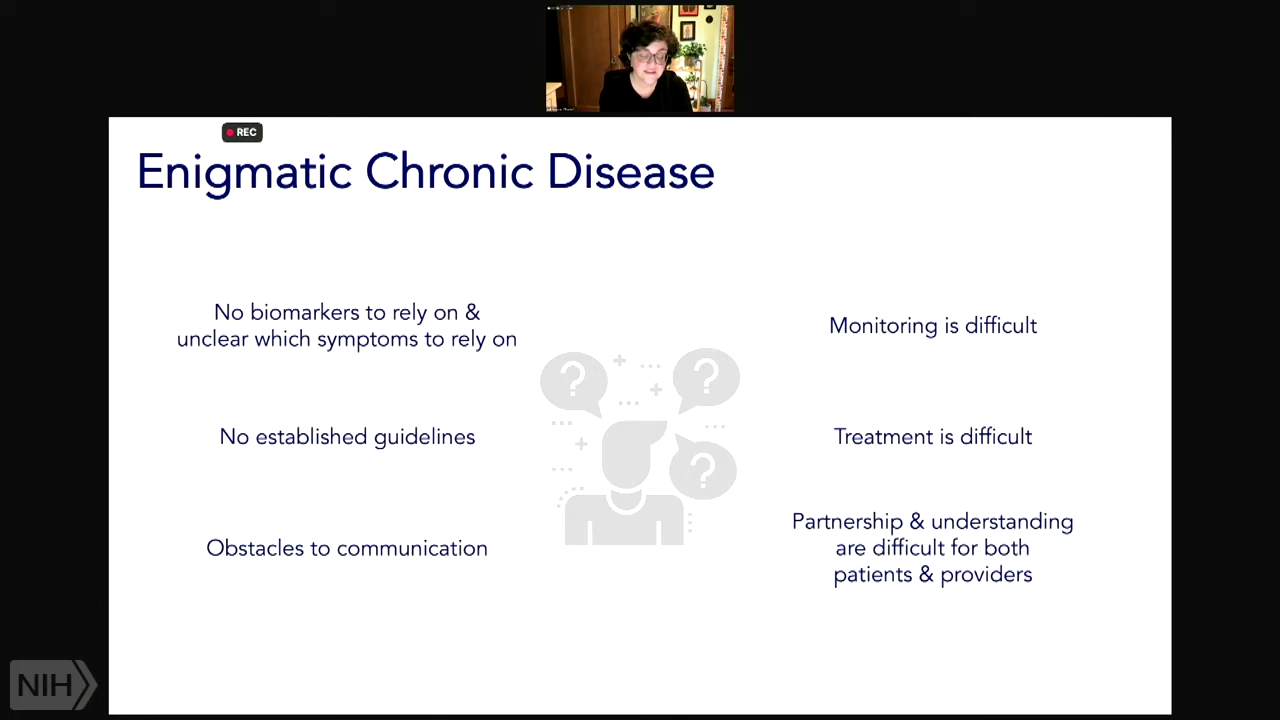 REC
Enigmatic Chronic Disease
No biomarkers to rely on &
unclear which symptoms to rely on
Monitoring is difficult
? ? ?
No established guidelines
Treatment is difficult
Obstacles to communication
Partnership & understanding
are difficult for both
patients & providers
NIH